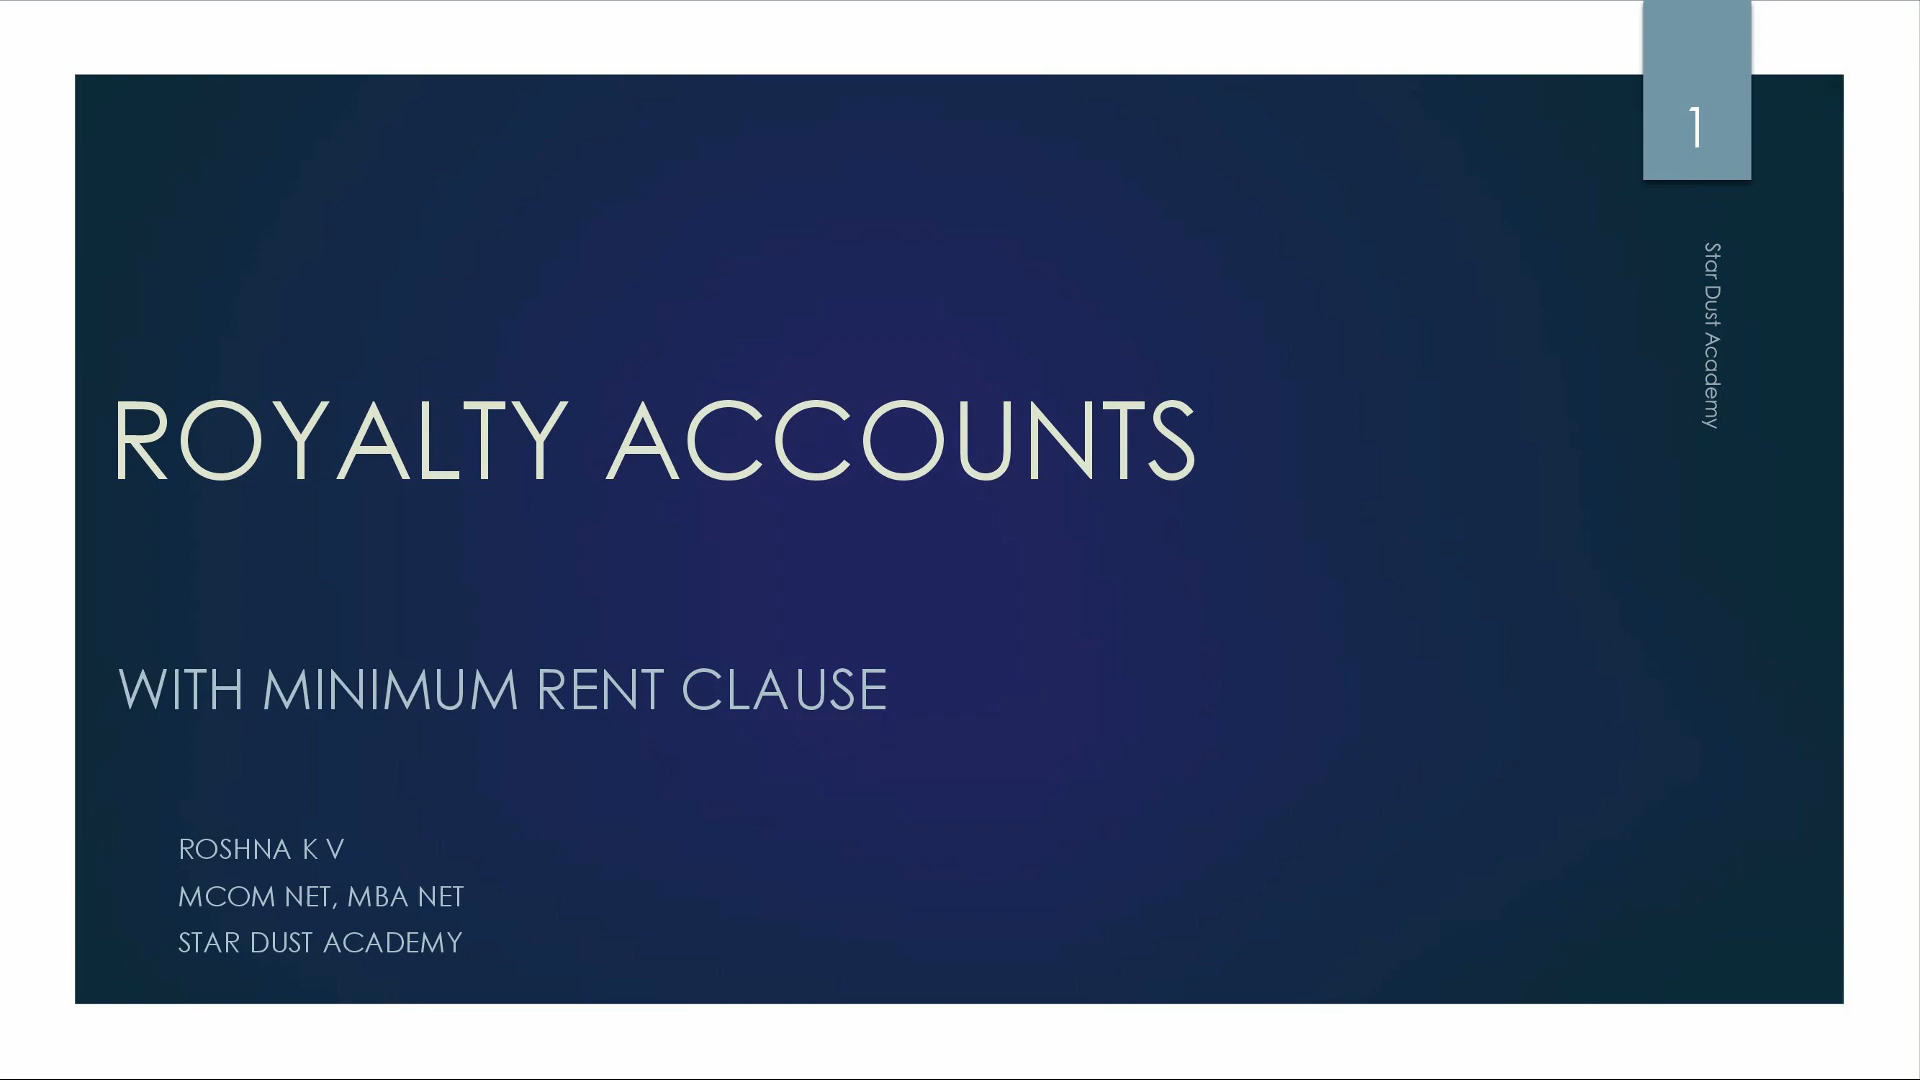 1
Star Dust Academy
ROYALTY ACCOUNTS
WITH MINIMUM RENT CLAUSE
ROSHNA K V
MCOM NET, MBA NET
STAR DUST ACADEMY